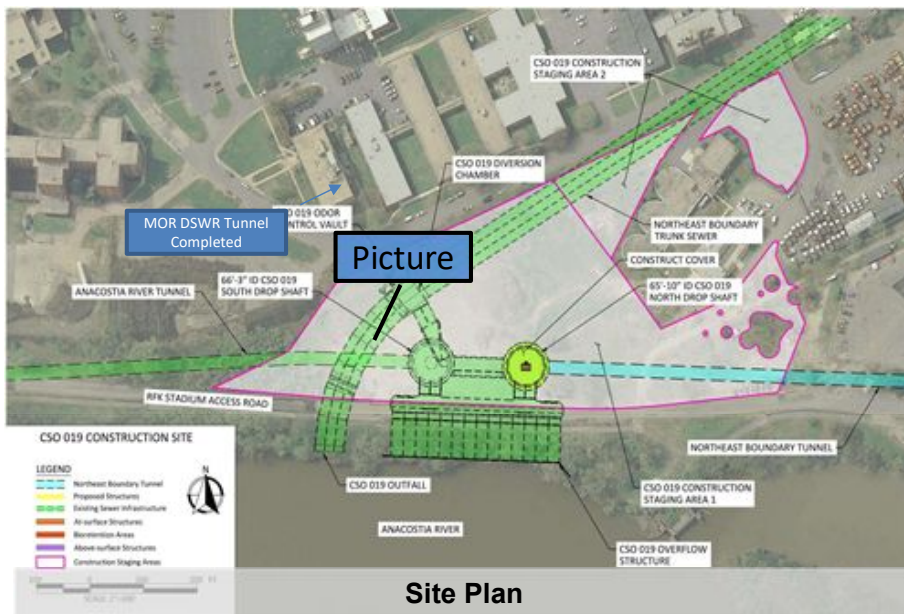 CSO 019 CONSTRUCTION
STAGING AREA 2
CSO 019 DIVERSION
CHAMBER
MOR DSWR Tunnel
Completed
019 ODOR
CONTROL VAULT
NORTHEAST BOUNDARY
TRUNK SEWER
Picture
CONSTRUCT COVER
66'-3" ID CSO 019
SOUTH DROP SHAFT
65'-10" ID CSO 019
NORTH DROP SHAFT
ANACOSTIA RIVER TUNNEL
RFK STADIUM ACCESS ROAD
NORTHEAST BOUNDARY TUNNEL
CSO 019 CONSTRUCTION SITE
LEGEND
N
Northeast Boundary Tunnel
Proposed Structures
Existing Sewer Infrastructure
At-surface Structures
Bioretention Areas
Above-surface Structures
Construction Staging Areas
CSO 019 OUTFALL
CSO 019 CONSTRUCTION
STAGING AREA 1
ANACOSTIA RIVER
CSO 019 OVERFLOW
STRUCTURE
Site Plan